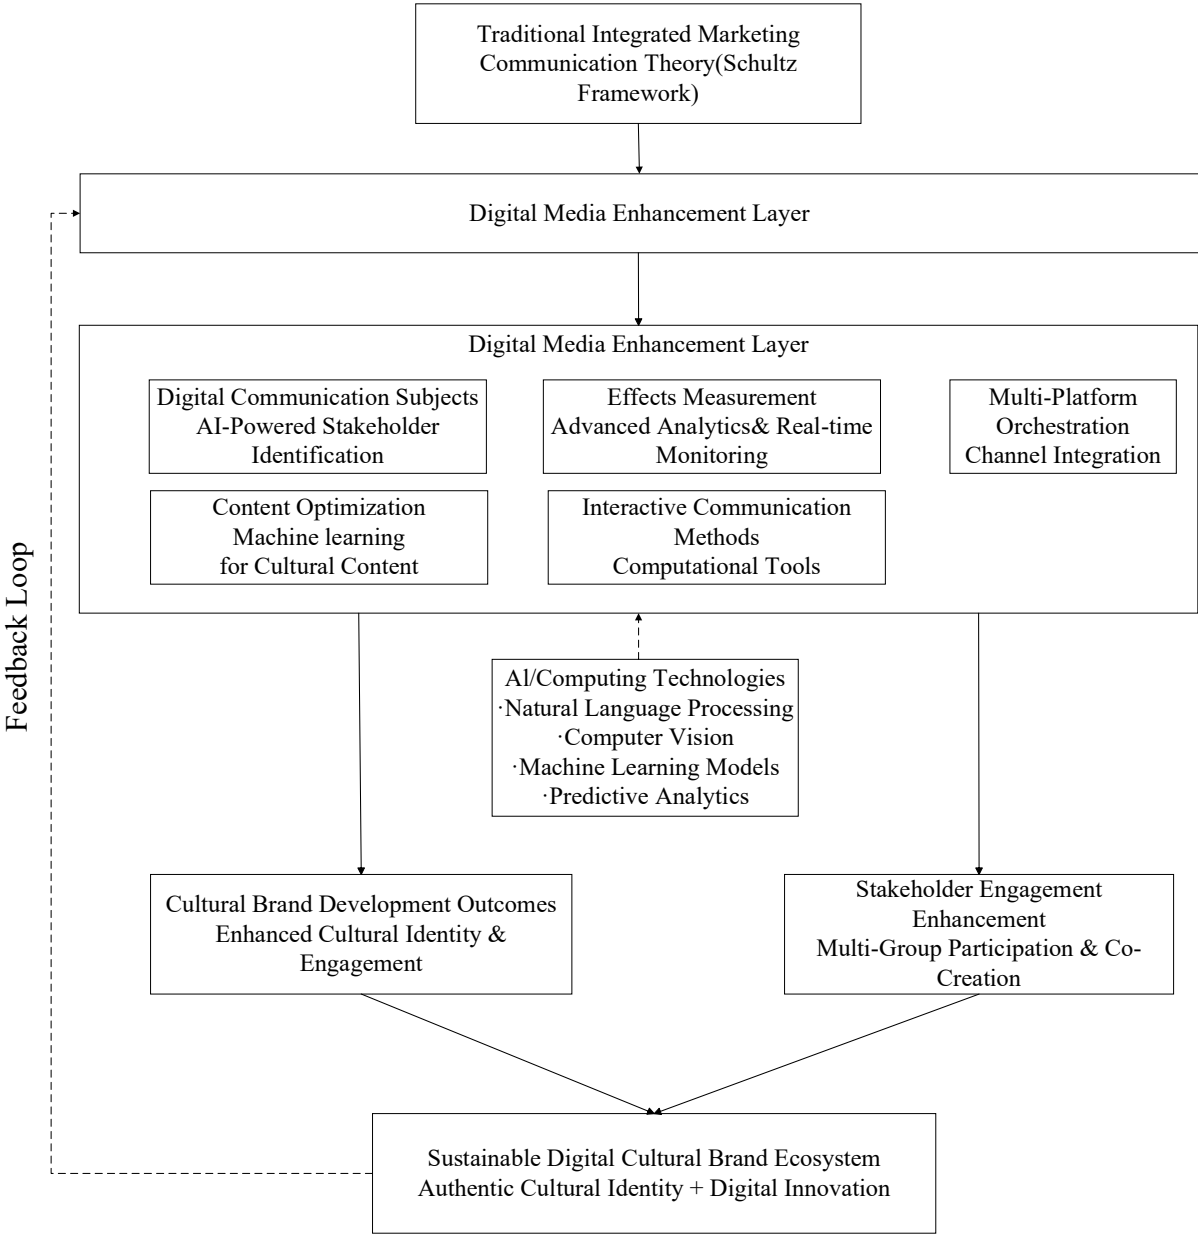 Traditional Integrated Marketing
Communication Theory(Schultz
Framework)
Digital Media Enhancement Layer
Digital Media Enhancement Layer
Digital Communication Subjects
AI-Powered Stakeholder
Identification
Effects Measurement
Advanced Analytics& Real-time
Monitoring
Multi-Platform
Orchestration
Channel Integration
Content Optimization
Machine learning
for Cultural Content
Interactive Communication
Methods
Computational Tools
Feedback Loop
Al/Computing Technologies
·Natural Language Processing
·Computer Vision
·Machine Learning Models
·Predictive Analytics
Cultural Brand Development Outcomes
Enhanced Cultural Identity &
Engagement
Stakeholder Engagement
Enhancement
Multi-Group Participation & Co-
Creation
Sustainable Digital Cultural Brand Ecosystem
Authentic Cultural Identity + Digital Innovation